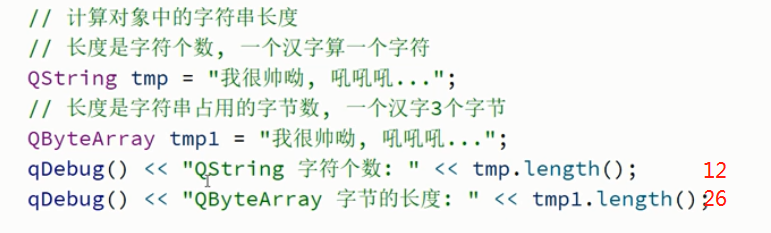 // 计算对象中的字符串长度
// 长度是字符个数, 一个汉字算一个字符
QString tmp = "我很帅呦, 吼吼吼...";
// 长度是字符串占用的字节数, 一个汉字3个字节
QByteArray tmp1 = "我很帅呦, 吼吼吼...";
qDebug() << "QString 字符个数: " << tmp.length(); 12
qDebug() << "QByteArray 字节的长度: " << tmp1.length(); 26